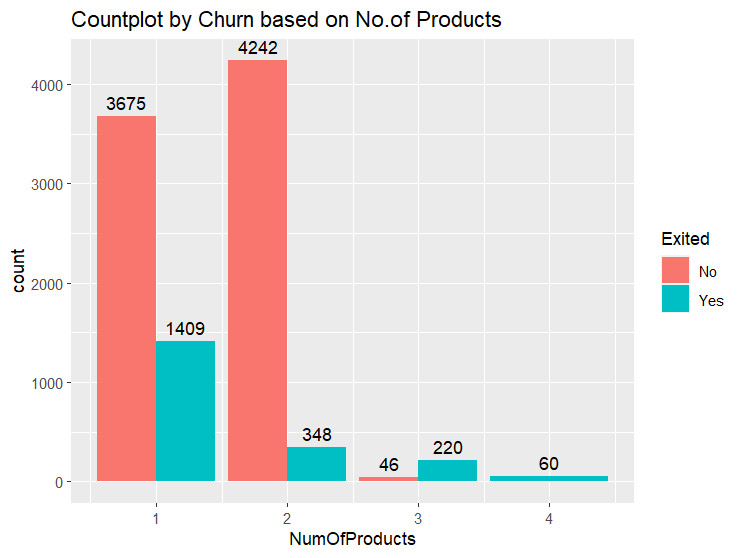 Countplot by Churn based on No.of Products
count
4000
3000
2000
1000
0
3675
1409
4242
348
46
220
60
1 2 3 4
NumOfProducts
Exited
No
Yes